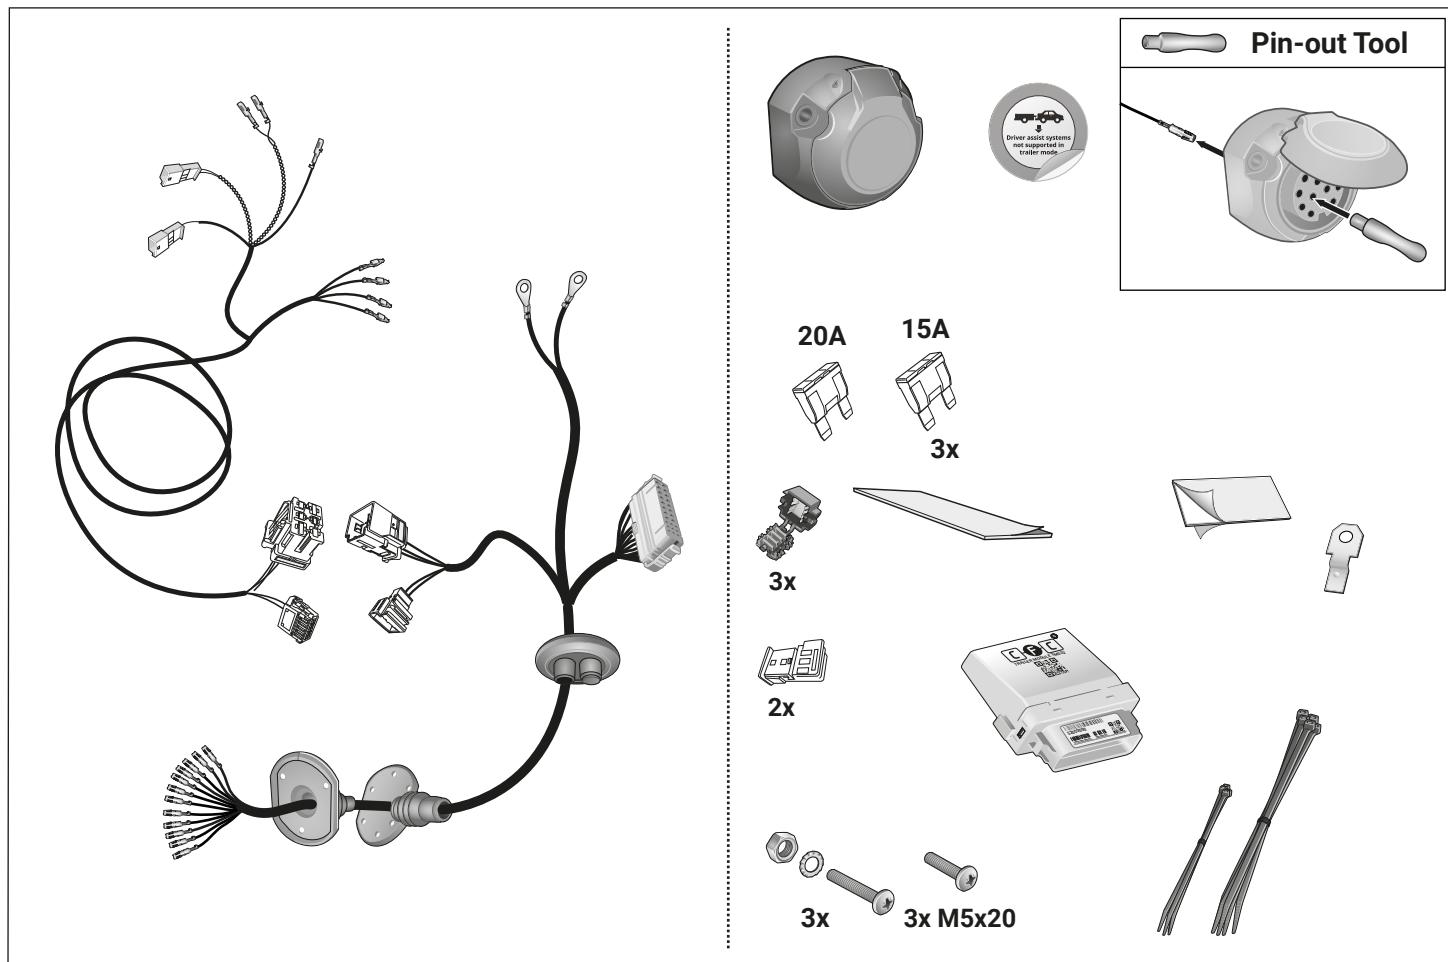 Pin-out Tool
Driver assist systems
not supported in
trailer mode
20A
15A
3x
3x
2x
C F C
3x
3x M5x20